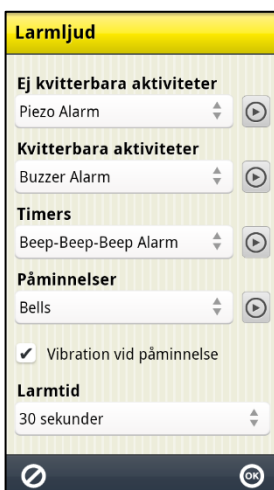 Larmljud
Ej kvitterbara aktiviteter
Piezo Alarm
Kvitterbara aktiviteter
Buzzer Alarm
Timers
Beep-Beep-Beep Alarm
Påminnelser
Bells
Vibration vid påminnelse
Larmtid
30 sekunder
OK